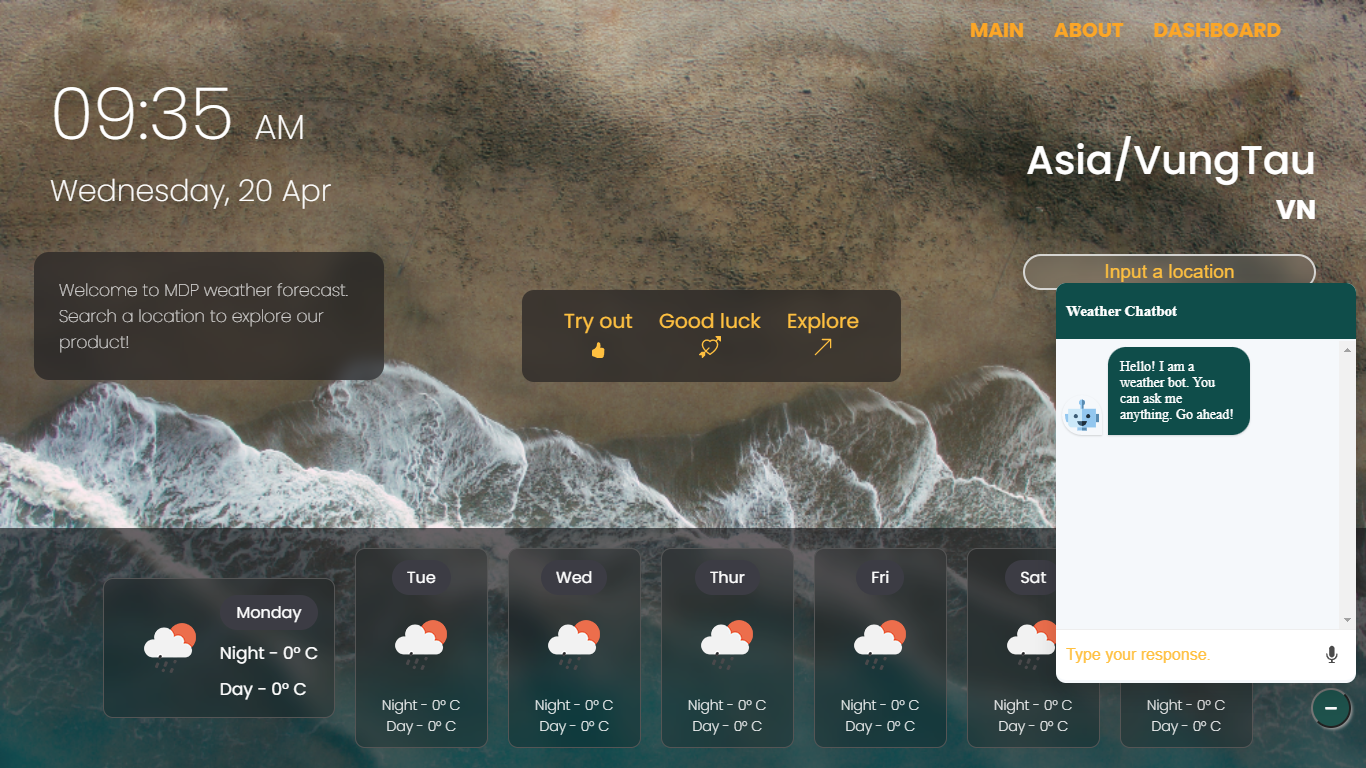 MAIN ABOUT DASHBOARD
09:35 AM
Wednesday, 20 Apr
Asia/VungTau
VN
Input a location
Welcome to MDP weather forecast.
Search a location to explore our
product!
Try out Good luck Explore
Weather Chatbot
Hello! I am a
weather bot. You
can ask me
anything. Go ahead!
Type your response.
Monday
Night - 0° C
Day - 0° C
Tue
Night - 0° C
Day - 0° C
Wed
Night - 0° C
Day - 0° C
Thur
Night - 0° C
Day - 0° C
Fri
Night - 0° C
Day - 0° C
Sat
Night - 0° C
Day - 0° C
Night - 0° C
Day - 0° C